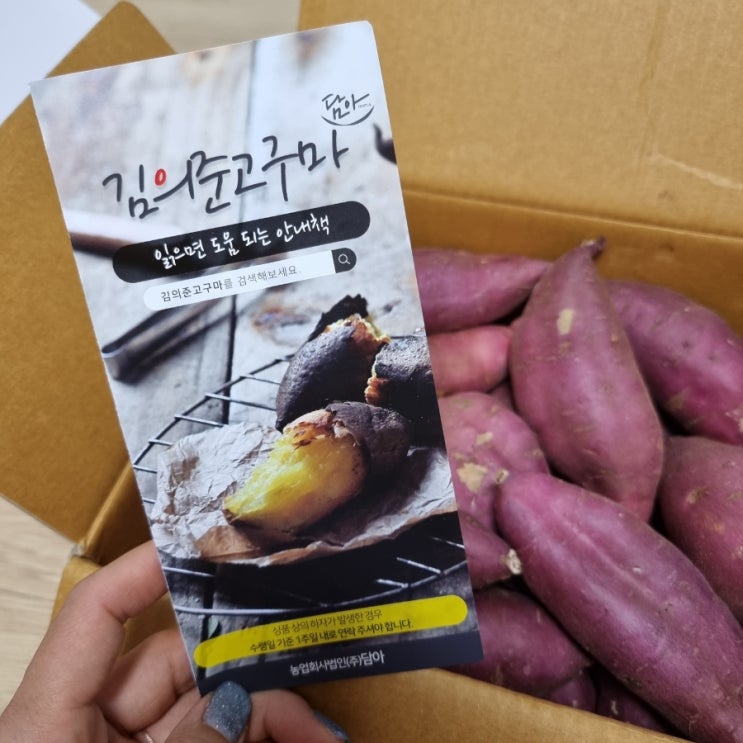 담아
김의준고구마
읽으면 도움 되는 안내책
김의준고구마를 검색해보세요.
상품 상의 하자가 발생한 경우
수령일 기준 1주일 내로 연락 주셔야 합니다.
농업회사법인(주)담아